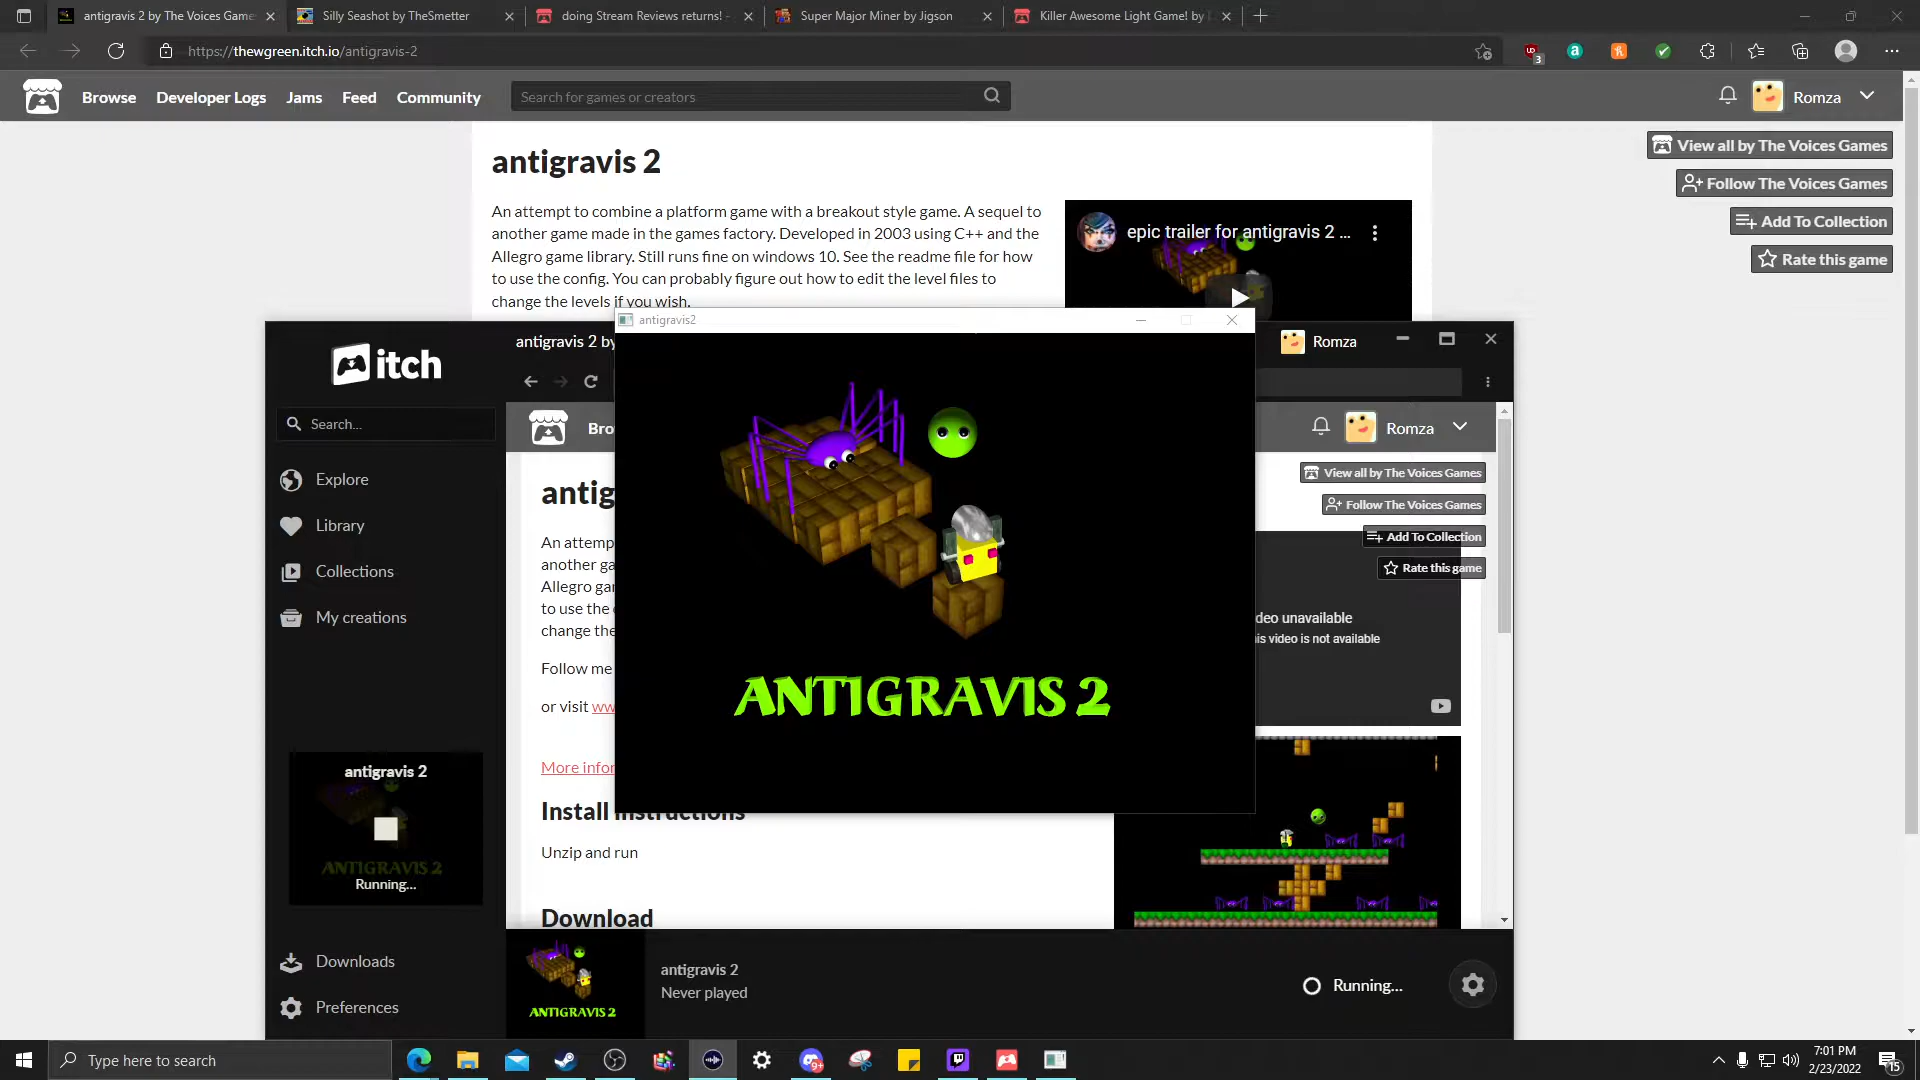 antigravis 2 by The Voices Game
Silly Seashot by TheSmetter
doing Stream Reviews returns! -
Super Major Miner by Jigson
Killer Awesome Light Game! by
https://thewgreen.itch.io/antigravis-2
3
Browse
Developer Logs
Jams
Feed
Community
Search for games or creators
Romza
antigravis 2
An attempt to combine a platform game with a breakout style game. A sequel to
another game made in the games factory. Developed in 2003 using C++ and the
Allegro game library. Still runs fine on windows 10. See the readme file for how
to use the config. You can probably figure out how to edit the level files to
change the levels if you wish.
epic trailer for antigravis 2 ...
View all by The Voices Games
Follow The Voices Games
Add To Collection
Rate this game
antigravis2
ANTIGRAVIS 2
itch
antigravis 2 by
Romza
Search...
Explore
Library
Collections
My creations
antigravis 2
ANTIGRAVIS 2
Running...
Downloads
Preferences
Bro
Romza
View all by The Voices Games
Follow The Voices Games
Add To Collection
Rate this game
antig
An attemp
another ga
Allegro gar
to use the
change the
Follow me
or visit ww
More infor
deo unavailable
is video is not available
Install Instructions
Unzip and run
Download
ANTIGRAVIS 2
antigravis 2
Never played
Running...
Type here to search
9+
7:01 PM
2/23/2022
15